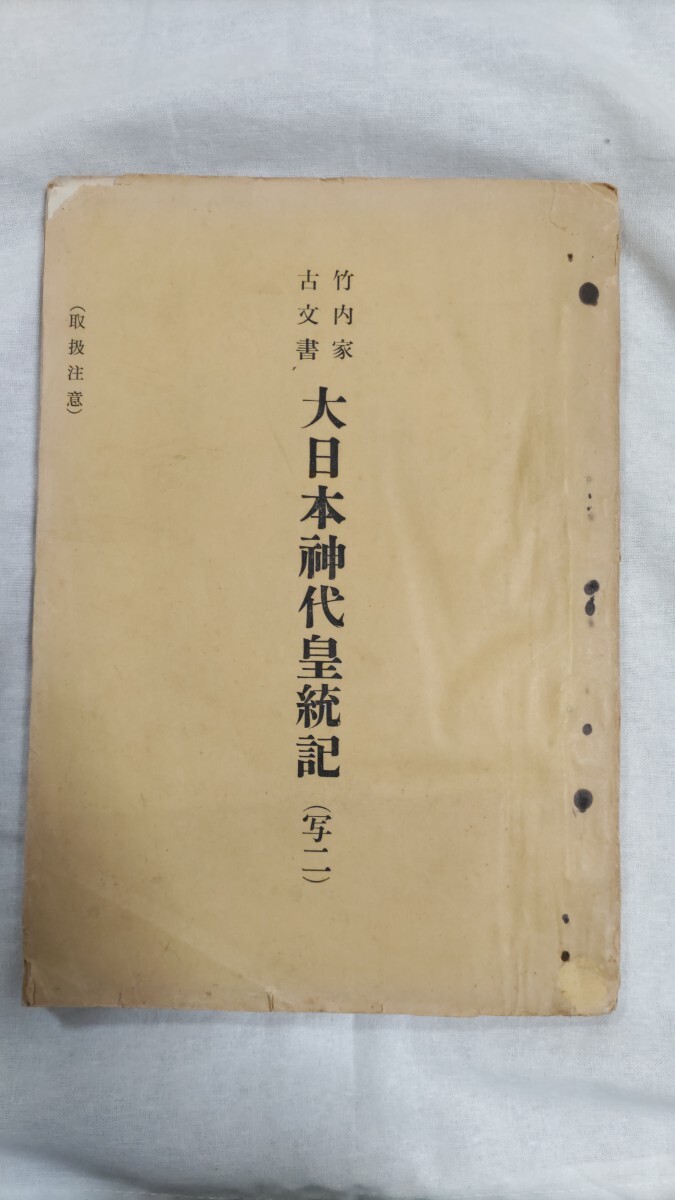 竹内家
古文書
大日本神代皇統記(写二)
(取扱注意)